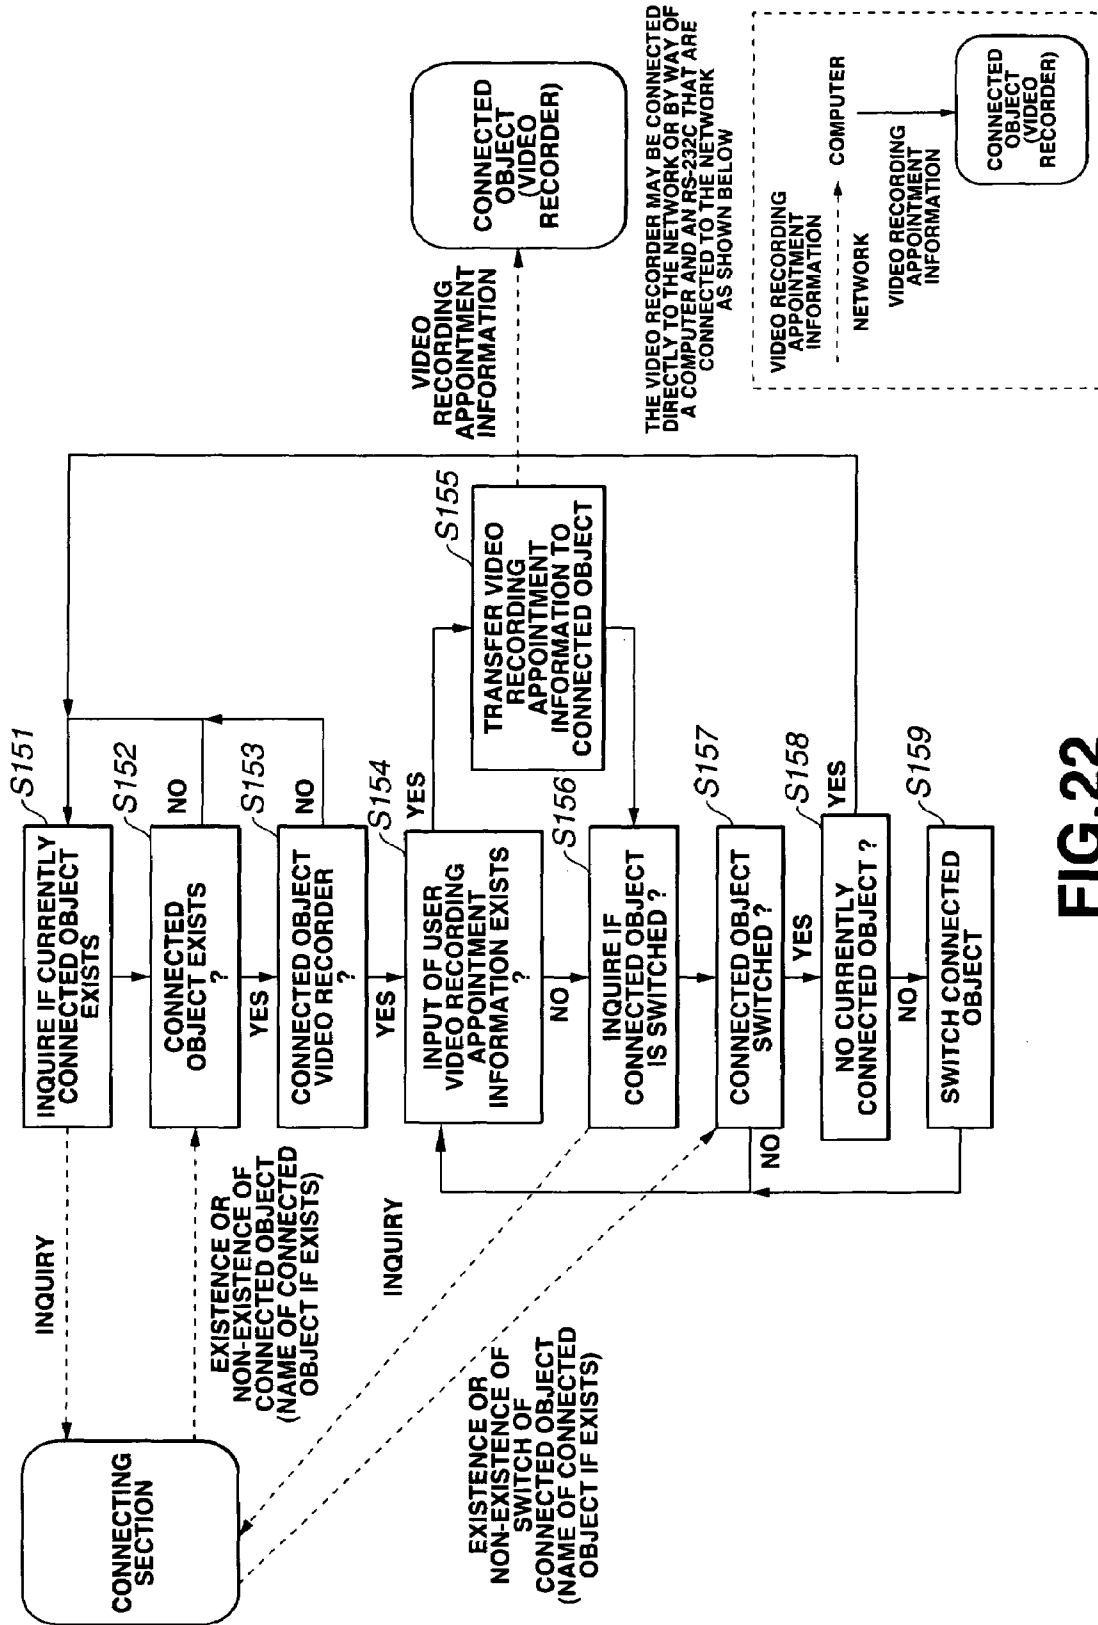 CONNECTING
SECTION
INQUIRY
EXISTENCE OR
NON-EXISTENCE OF
CONNECTED OBJECT
(NAME OF CONNECTED
OBJECT IF EXISTS)
INQUIRY
EXISTENCE OR
NON-EXISTENCE OF
SWITCH OF
CONNECTED OBJECT
(NAME OF CONNECTED
OBJECT IF EXISTS)
S151
INQUIRE IF CURRENTLY
CONNECTED OBJECT
EXISTS
S152
CONNECTED
OBJECT EXISTS
?
NO
YES
S153
CONNECTED OBJECT
VIDEO RECORDER
?
NO
YES
S154
INPUT OF USER
VIDEO RECORDING
APPOINTMENT
INFORMATION EXISTS
?
YES
NO
S155
TRANSFER VIDEO
RECORDING
APPOINTMENT
INFORMATION TO
CONNECTED OBJECT
S156
INQUIRE IF
CONNECTED OBJECT
IS SWITCHED ?
S157
CONNECTED OBJECT
SWITCHED ?
NO
YES
S158
NO CURRENTLY
CONNECTED OBJECT ?
YES
NO
S159
SWITCH CONNECTED
OBJECT
VIDEO
RECORDING
APPOINTMENT
INFORMATION
CONNECTED
OBJECT
(VIDEO
RECORDER)
THE VIDEO RECORDER MAY BE CONNECTED
DIRECTLY TO THE NETWORK OR BY WAY OF
A COMPUTER AND AN RS-232C THAT ARE
CONNECTED TO THE NETWORK
AS SHOWN BELOW
VIDEO RECORDING
APPOINTMENT
INFORMATION
NETWORK
COMPUTER
VIDEO RECORDING
APPOINTMENT
INFORMATION
CONNECTED
OBJECT
(VIDEO
RECORDER)
FIG.22